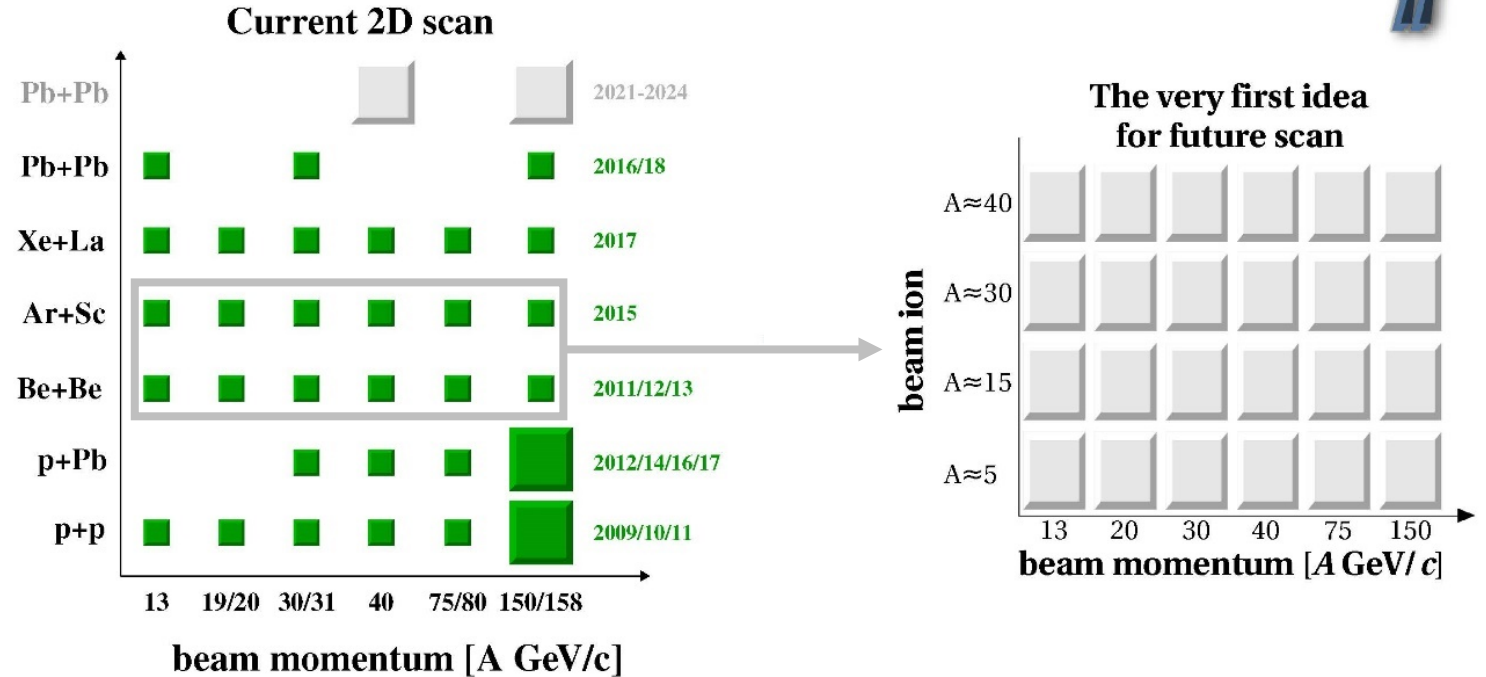 Current 2D scan
Pb+Pb
2021-2024
Pb+Pb
2016/18
Xe+La
2017
Ar+Sc
2015
Be+Be
2011/12/13
p+Pb
2012/14/16/17
p+p
2009/10/11
13 19/20 30/31 40 75/80 150/158
beam momentum [A GeV/c]
The very first idea
for future scan
beam ion
A≈40
A≈30
A≈15
A≈5
13 20 30 40 75 150
beam momentum [A GeV/c]